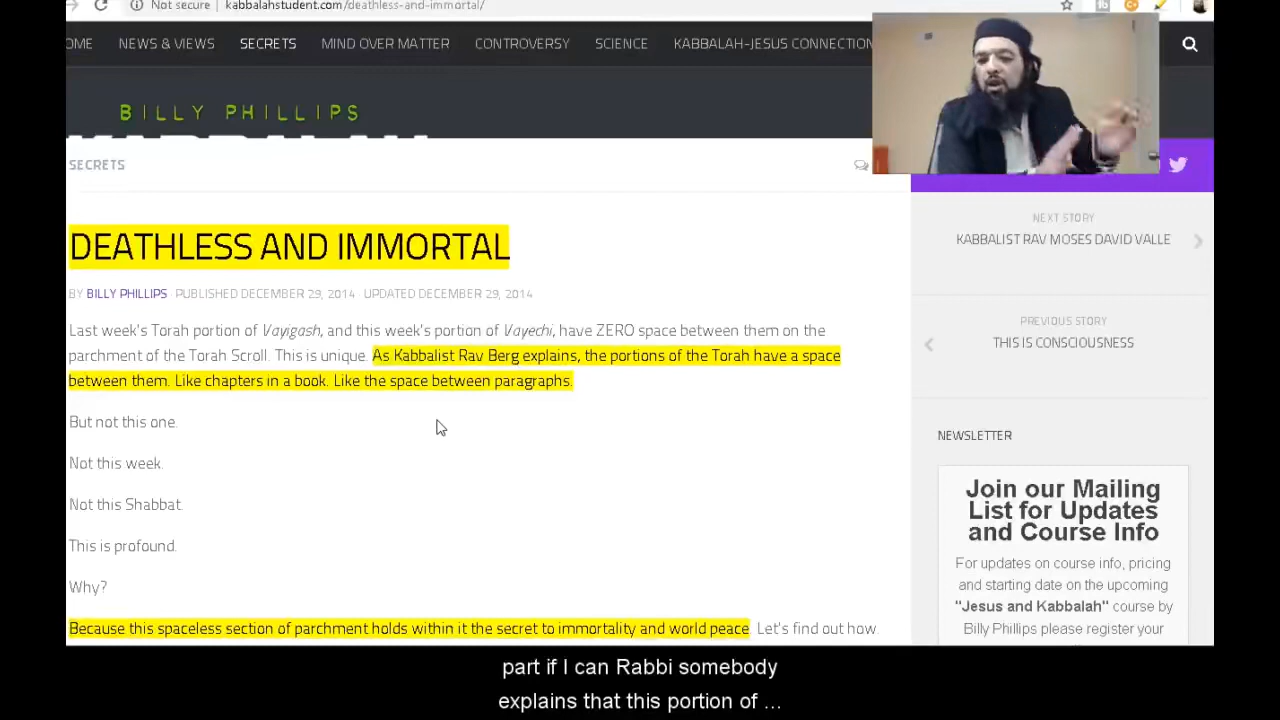 Not secure kabbalahstudent.com/deathless-and-immortal/
OME NEWS & VIEWS SECRETS MIND OVER MATTER CONTROVERSY SCIENCE KABBALAH-JESUS CONNECTION
BILLY PHILLIPS
SECRETS
DEATHLESS AND IMMORTAL
BY BILLY PHILLIPS · PUBLISHED DECEMBER 29, 2014 · UPDATED DECEMBER 29, 2014
Last week's Torah portion of Vayigash, and this week's portion of Vayechi, have ZERO space between them on the
parchment of the Torah Scroll. This is unique. As Kabbalist Rav Berg explains, the portions of the Torah have a space
between them. Like chapters in a book. Like the space between paragraphs.
But not this one.
Not this week.
Not this Shabbat.
This is profound.
Why?
Because this spaceless section of parchment holds within it the secret to immortality and world peace. Let's find out how.
NEXT STORY
KABBALIST RAV MOSES DAVID VALLE
PREVIOUS STORY
THIS IS CONSCIOUSNESS
NEWSLETTER
Join our Mailing
List for Updates
and Course Info
For updates on course info, pricing
and starting date on the upcoming
"Jesus and Kabbalah" course by
Billy Phillips please register your
part if I can Rabbi somebody
explains that this portion of ...